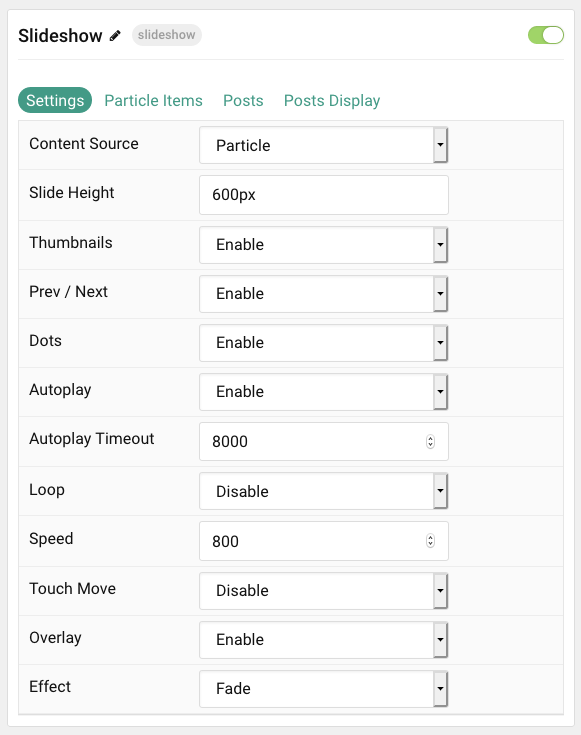 Slideshow slideshow
Settings Particle Items Posts Posts Display
Content Source Particle
Slide Height 600px
Thumbnails Enable
Prev / Next Enable
Dots Enable
Autoplay Enable
Autoplay Timeout 8000
Loop Disable
Speed 800
Touch Move Disable
Overlay Enable
Effect Fade